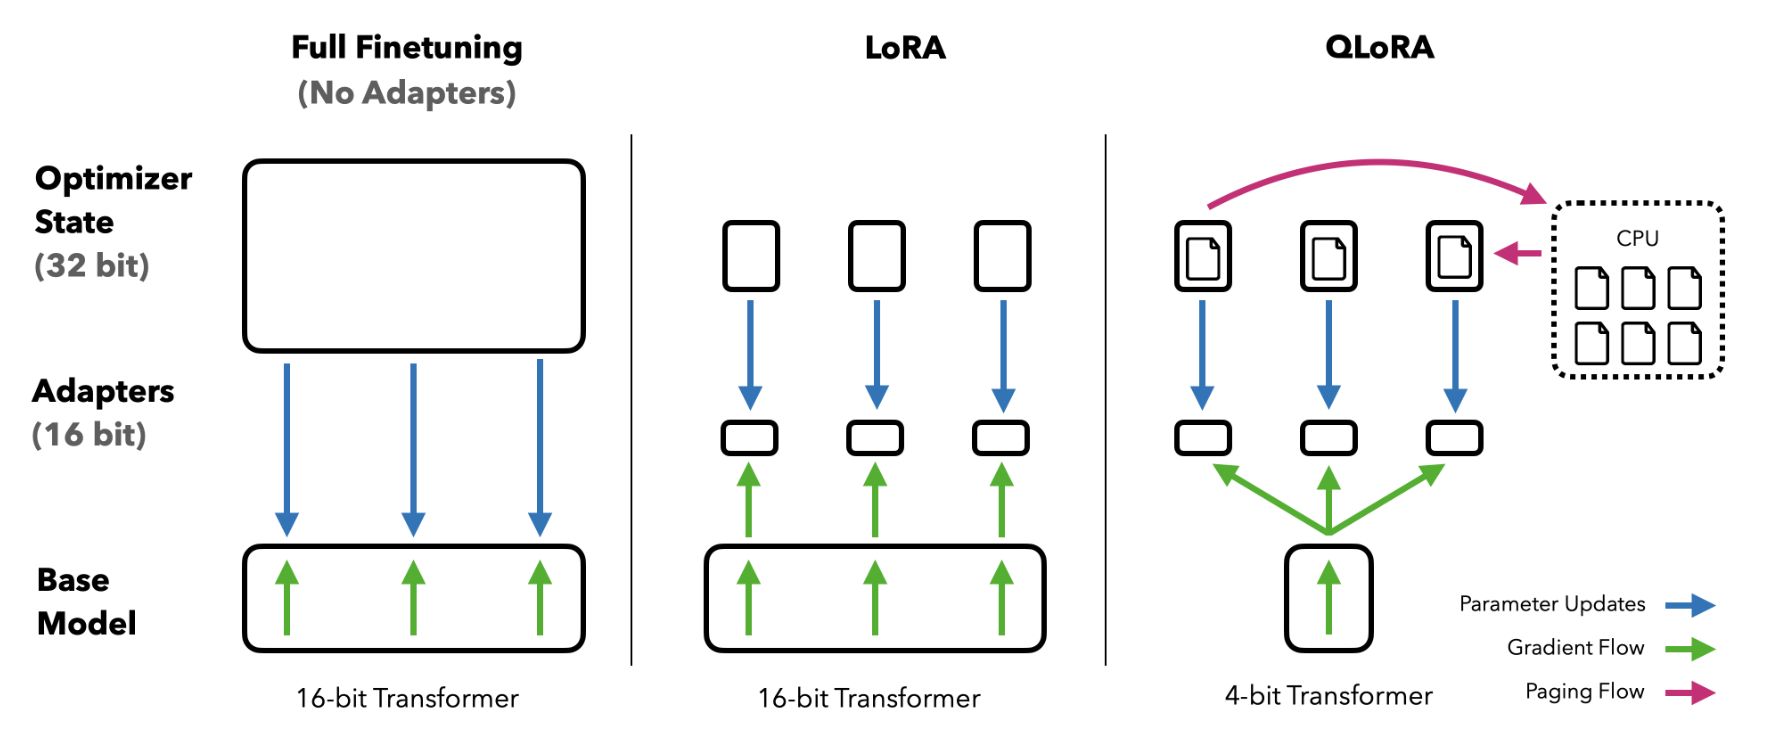 Full Finetuning
(No Adapters)
LoRA
QLoRA
Optimizer
State
(32 bit)
CPU
Adapters
(16 bit)
Base
Model
Parameter Updates
Gradient Flow
Paging Flow
16-bit Transformer
16-bit Transformer
4-bit Transformer